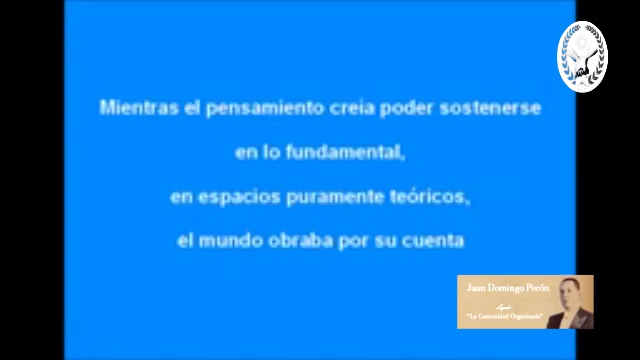 Mientras el pensamiento creia poder sostenerse
en lo fundamental,
en espacios puramente teóricos,
el mundo obraba por su cuenta
Juan Domingo Perón
"La Comunidad Organizada"